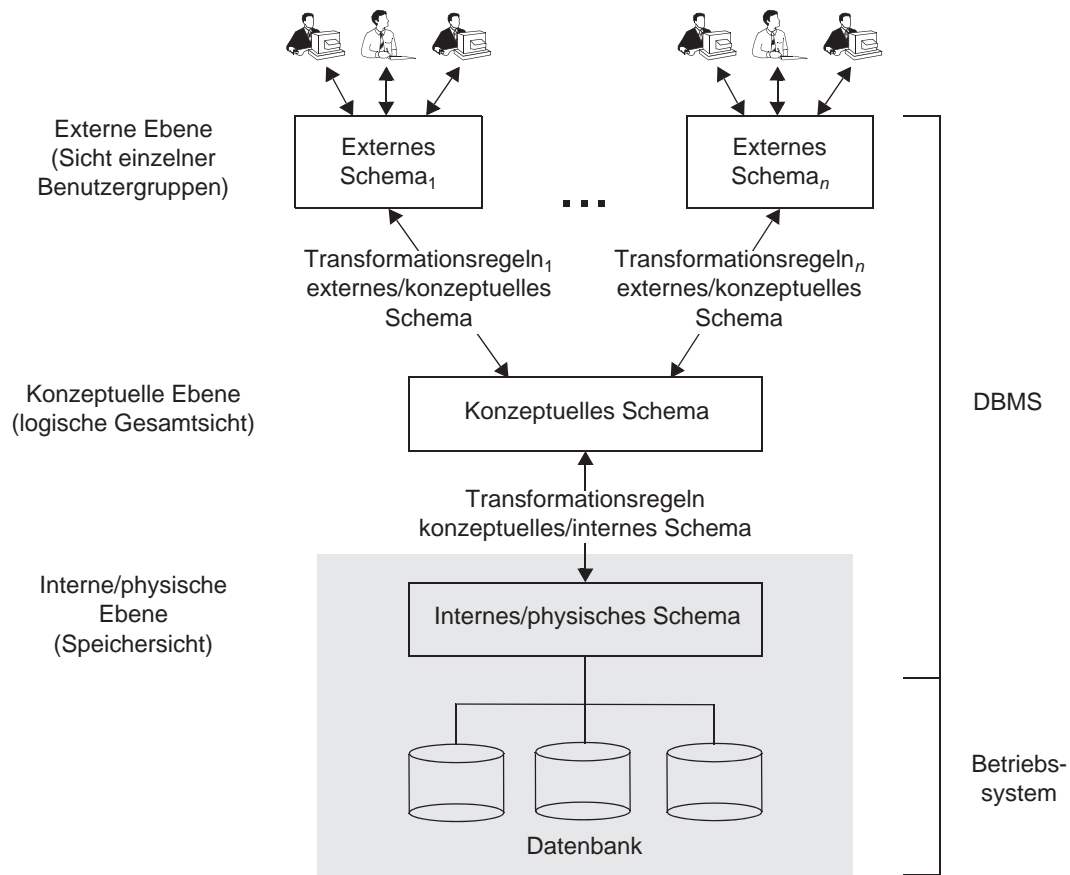 Externe Ebene
(Sicht einzelner
Benutzergruppen)
Externes
Schema1
...
Externes
Scheman
Transformationsregeln1
externes/konzeptuelles
Schema
Transformationsregelnn
externes/konzeptuelles
Schema
Konzeptuelle Ebene
(logische Gesamtsicht)
Konzeptuelles Schema
DBMS
Transformationsregeln
konzeptuelles/internes Schema
Interne/physische
Ebene
(Speichersicht)
Internes/physisches Schema
Betriebs-
system
Datenbank